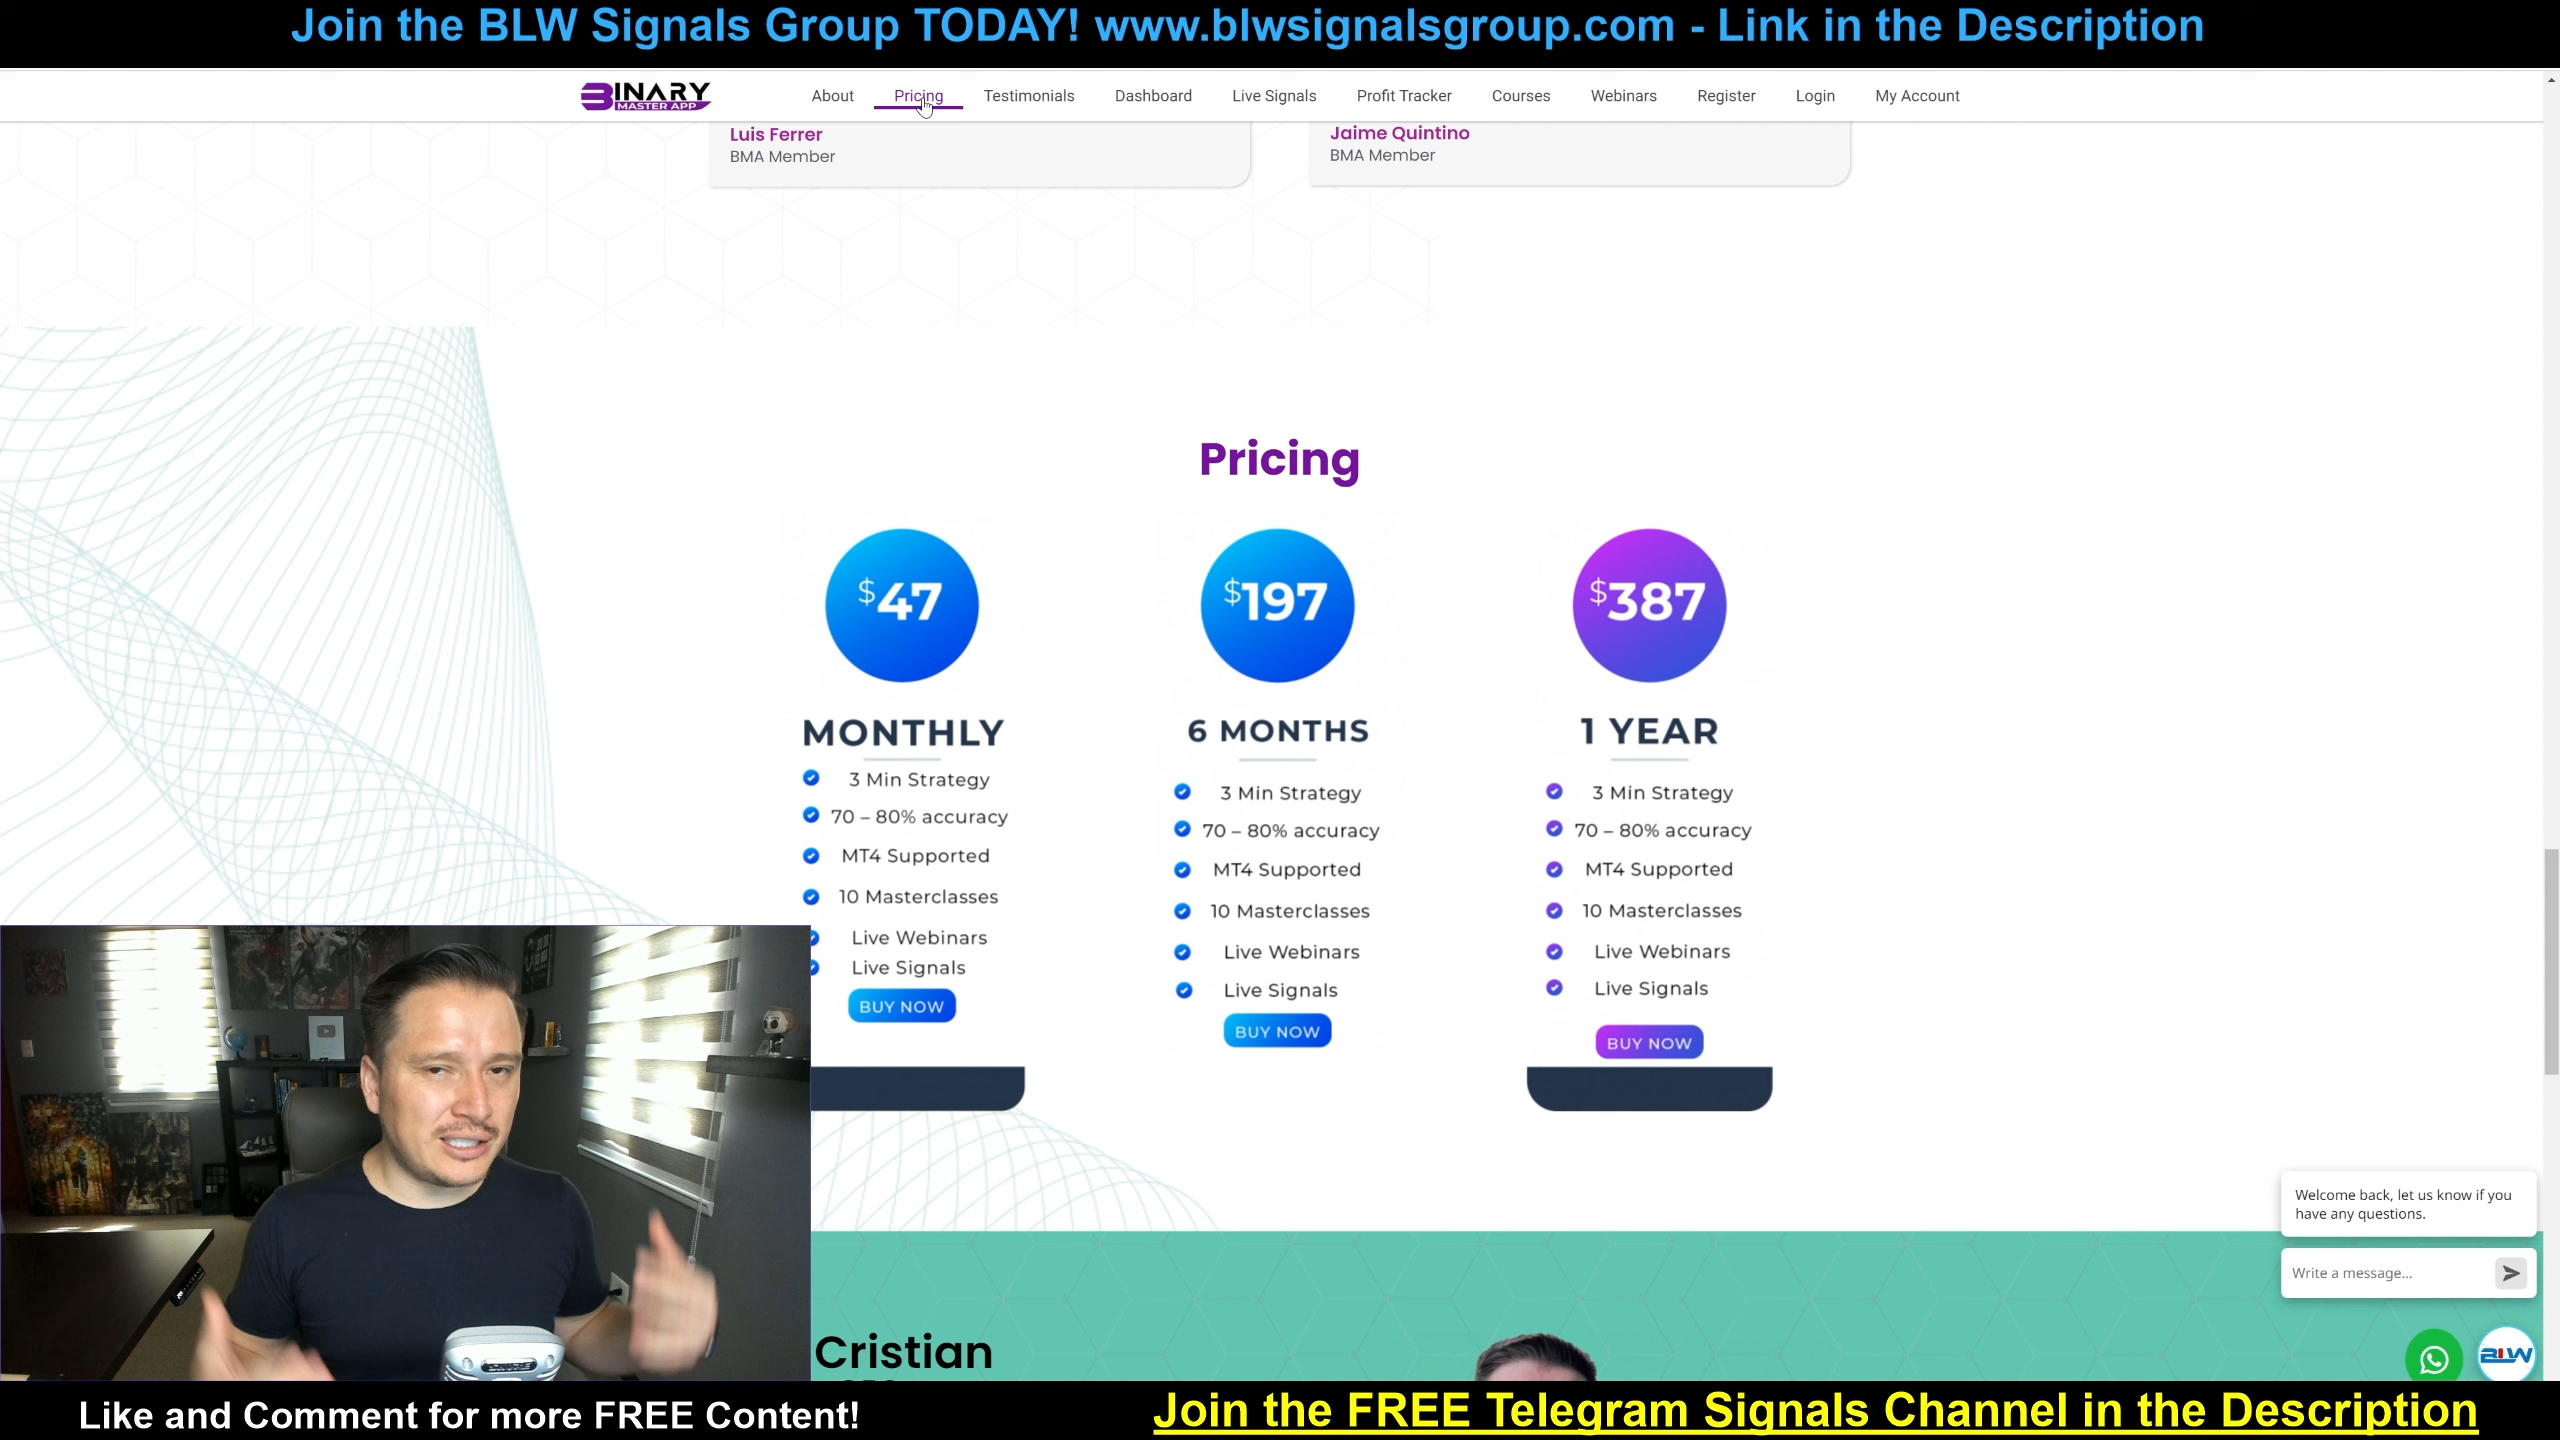 Join the BLW Signals Group TODAY! www.blwsignalsgroup.com - Link in the Description
BINARY
MASTER APP
About
Pricing
Testimonials
Dashboard
Live Signals
Profit Tracker
Courses
Webinars
Register
Login
My Account
Luis Ferrer
BMA Member
Jaime Quintino
BMA Member
Pricing
$47
MONTHLY
3 Min Strategy
70 – 80% accuracy
MT4 Supported
10 Masterclasses
Live Webinars
Live Signals
BUY NOW
$197
6 MONTHS
3 Min Strategy
70 – 80% accuracy
MT4 Supported
10 Masterclasses
Live Webinars
Live Signals
BUY NOW
$387
1 YEAR
3 Min Strategy
70 – 80% accuracy
MT4 Supported
10 Masterclasses
Live Webinars
Live Signals
BUY NOW
Welcome back, let us know if you
have any questions.
Write a message...
SHURE
Cristian
BLW
Like and Comment for more FREE Content!
Join the FREE Telegram Signals Channel in the Description